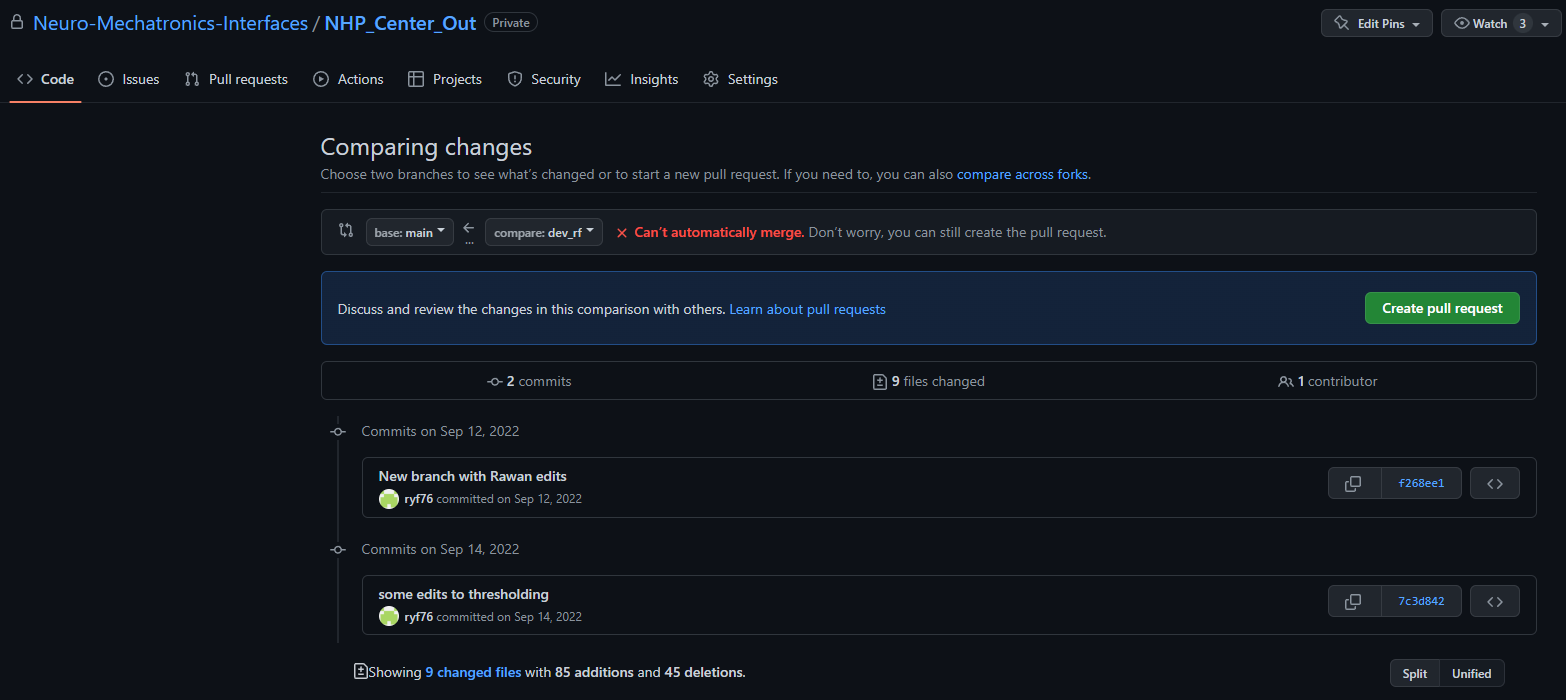 Neuro-Mechatronics-Interfaces / NHP_Center_Out Private Edit Pins Watch 3
Code Issues Pull requests Actions Projects Security Insights Settings
Comparing changes
Choose two branches to see what's changed or to start a new pull request. If you need to, you can also compare across forks.
base: main ... compare: dev_rf Can't automatically merge. Don't worry, you can still create the pull request.
Discuss and review the changes in this comparison with others. Learn about pull requests Create pull request
2 commits 9 files changed 1 contributor
Commits on Sep 12, 2022
New branch with Rawan edits
ryf76 committed on Sep 12, 2022 f268ee1
Commits on Sep 14, 2022
some edits to thresholding
ryf76 committed on Sep 14, 2022 7c3d842
Showing 9 changed files with 85 additions and 45 deletions. Split Unified